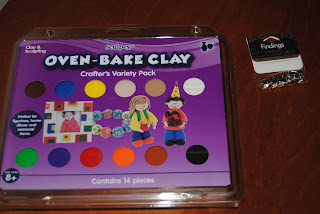 Clay & Sculpting
Sculpey
OVEN-BAKE CLAY
Crafter's Variety Pack
Perfect for
figurines, home
décor, and
seasonal
items
8+
Contains 14 pieces
Findings